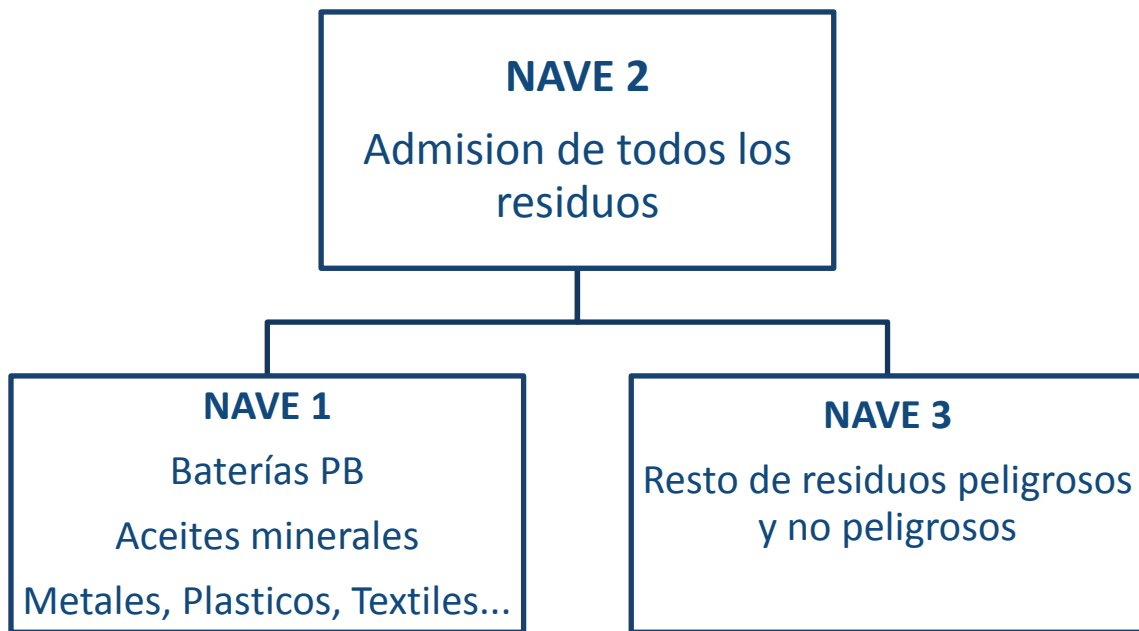 NAVE 2
Admision de todos los
residuos
NAVE 1
Baterías PB
Aceites minerales
Metales, Plasticos, Textiles...
NAVE 3
Resto de residuos peligrosos
y no peligrosos